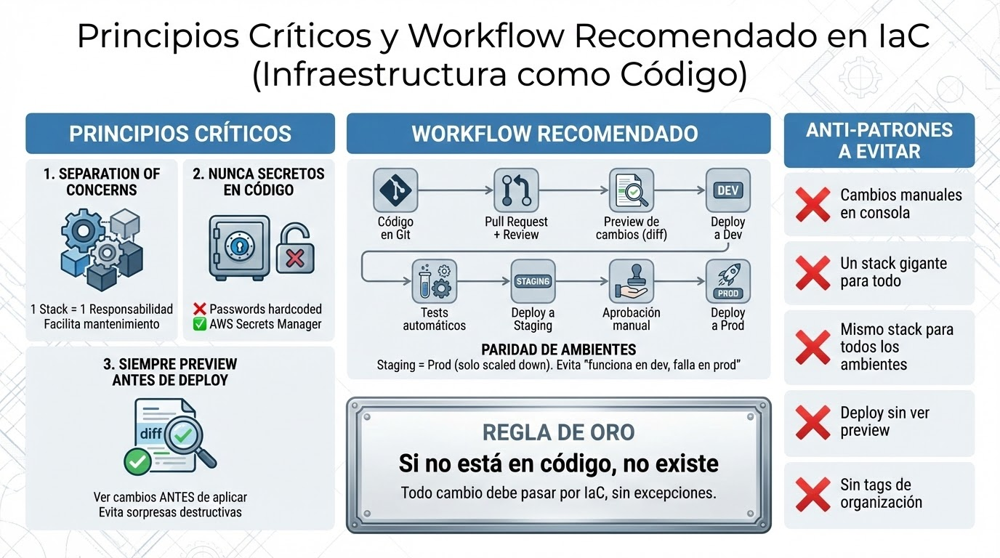 Principios Críticos y Workflow Recomendado en IaC
(Infraestructura como Código)
PRINCIPIOS CRÍTICOS
1. SEPARATION OF
CONCERNS
1 Stack = 1 Responsabilidad
Facilita mantenimiento
2. NUNCA SECRETOS
EN CÓDIGO
❌ Passwords hardcoded
✅ AWS Secrets Manager
3. SIEMPRE PREVIEW
ANTES DE DEPLOY
diff
Ver cambios ANTES de aplicar
Evita sorpresas destructivas
WORKFLOW RECOMENDADO
Código
en Git
Pull Request
+ Review
Preview de
cambios (diff)
DEV
Deploy
a Dev
Tests
automáticos
STAGING
Deploy a
Staging
Aprobación
manual
PROD
Deploy
a Prod
PARIDAD DE AMBIENTES
Staging = Prod (solo scaled down). Evita "funciona en dev, falla en prod"
REGLA DE ORO
Si no está en código, no existe
Todo cambio debe pasar por IaC, sin excepciones.
ANTI-PATRONES
A EVITAR
❌ Cambios manuales
en consola
❌ Un stack gigante
para todo
❌ Mismo stack para
todos los
ambientes
❌ Deploy sin ver
preview
❌ Sin tags de
organización